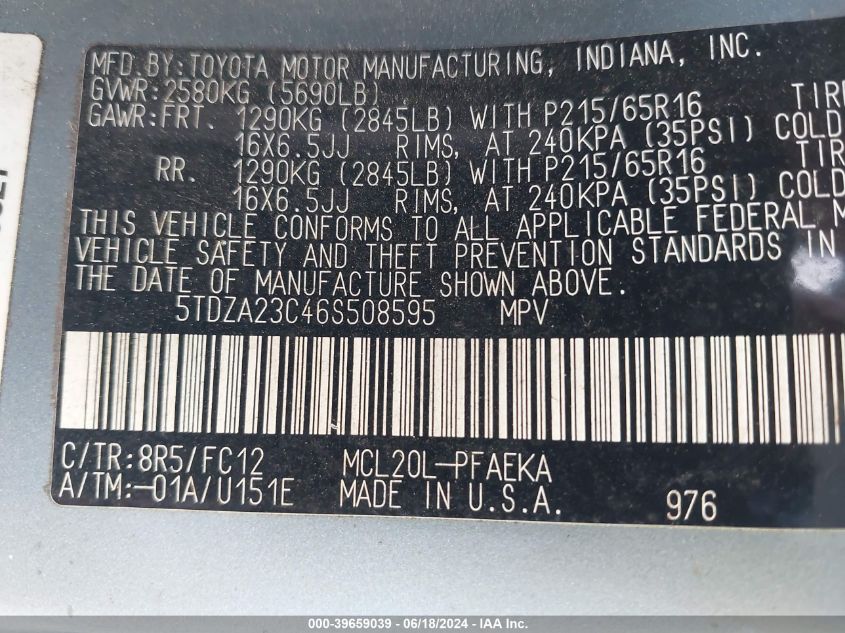 MFD. BY: TOYOTA MOTOR MANUFACTURING, INDIANA, INC.
GVWR: 2580KG (5690LB)
GAWR: FRT. 1290KG (2845LB) WITH P215/65R16 TIR
16X6.5JJ RIMS, AT 240KPA (35PSI) COLD
RR. 1290KG (2845LB) WITH P215/65R16 TIR
16X6.5JJ RIMS, AT 240KPA (35PSI) COLD
THIS VEHICLE CONFORMS TO ALL APPLICABLE FEDERAL M
VEHICLE SAFETY AND THEFT PREVENTION STANDARDS IN
THE DATE OF MANUFACTURE SHOWN ABOVE.
5TDZA23C46S508595 MPV
C/TR: 8R5/FC12 MCL20L-PFAEKA
A/TM: -01A/U151E MADE IN U.S.A. 976
000-39659039 - 06/18/2024 - IAA Inc.